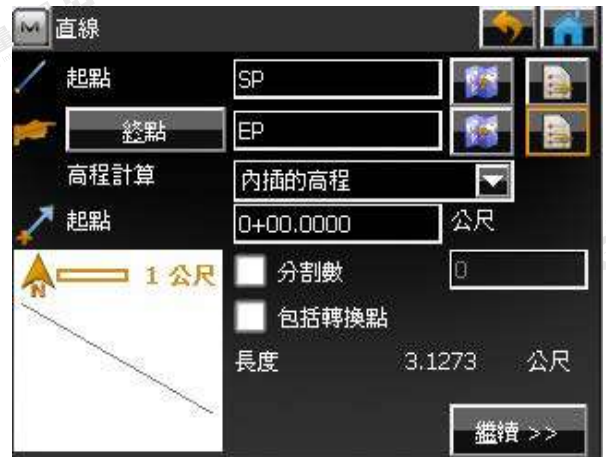 直線
起點 SP
終點 EP
高程計算 內插的高程
起點 0+00.0000 公尺
N 1 公尺
分割數 0
包括轉換點
長度 3.1273 公尺
繼續 >>